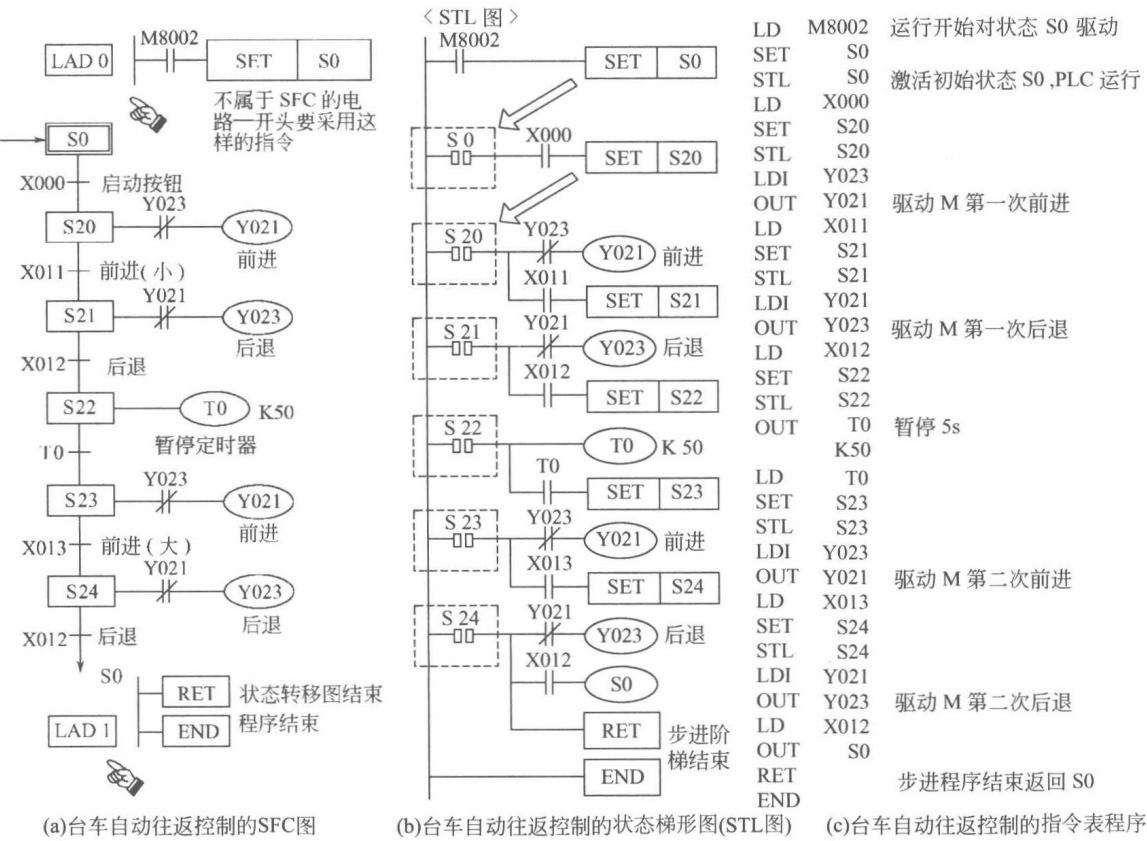 LAD 0
M8002
SET S0
不属于 SFC 的电
路—开头要采用这
样的指令
S0
X000 启动按钮
Y023
S20 Y021
前进
X011 前进(小)
Y021
S21 Y023
后退
X012 后退
S22 T0 K50
暂停定时器
T0
Y023
S23 Y021
前进
X013 前进(大)
Y021
S24 Y023
后退
X012 后退
S0
RET 状态转移图结束
LAD 1 END 程序结束
(a)台车自动往返控制的SFC图
<STL 图>
M8002
SET S0
S 0 X000
SET S20
S 20 Y023
Y021 前进
X011
SET S21
S 21 Y021
Y023 后退
X012
SET S22
S 22
T0 K 50
T0
SET S23
S 23 Y023
Y021 前进
X013
SET S24
S 24 Y021
Y023 后退
X012
S0
RET 步进阶
梯结束
END
(b)台车自动往返控制的状态梯形图(STL图)
LD M8002 运行开始对状态 S0 驱动
SET S0
STL S0 激活初始状态 S0,PLC 运行
LD X000
SET S20
STL S20
LDI Y023
OUT Y021 驱动 M 第一次前进
LD X011
SET S21
STL S21
LDI Y021
OUT Y023 驱动 M 第一次后退
LD X012
SET S22
STL S22
OUT T0 暂停 5s
K50
LD T0
SET S23
STL S23
LDI Y023
OUT Y021 驱动 M 第二次前进
LD X013
SET S24
STL S24
LDI Y021
OUT Y023 驱动 M 第二次后退
LD X012
OUT S0
RET 步进程序结束返回 S0
END
(c)台车自动往返控制的指令表程序